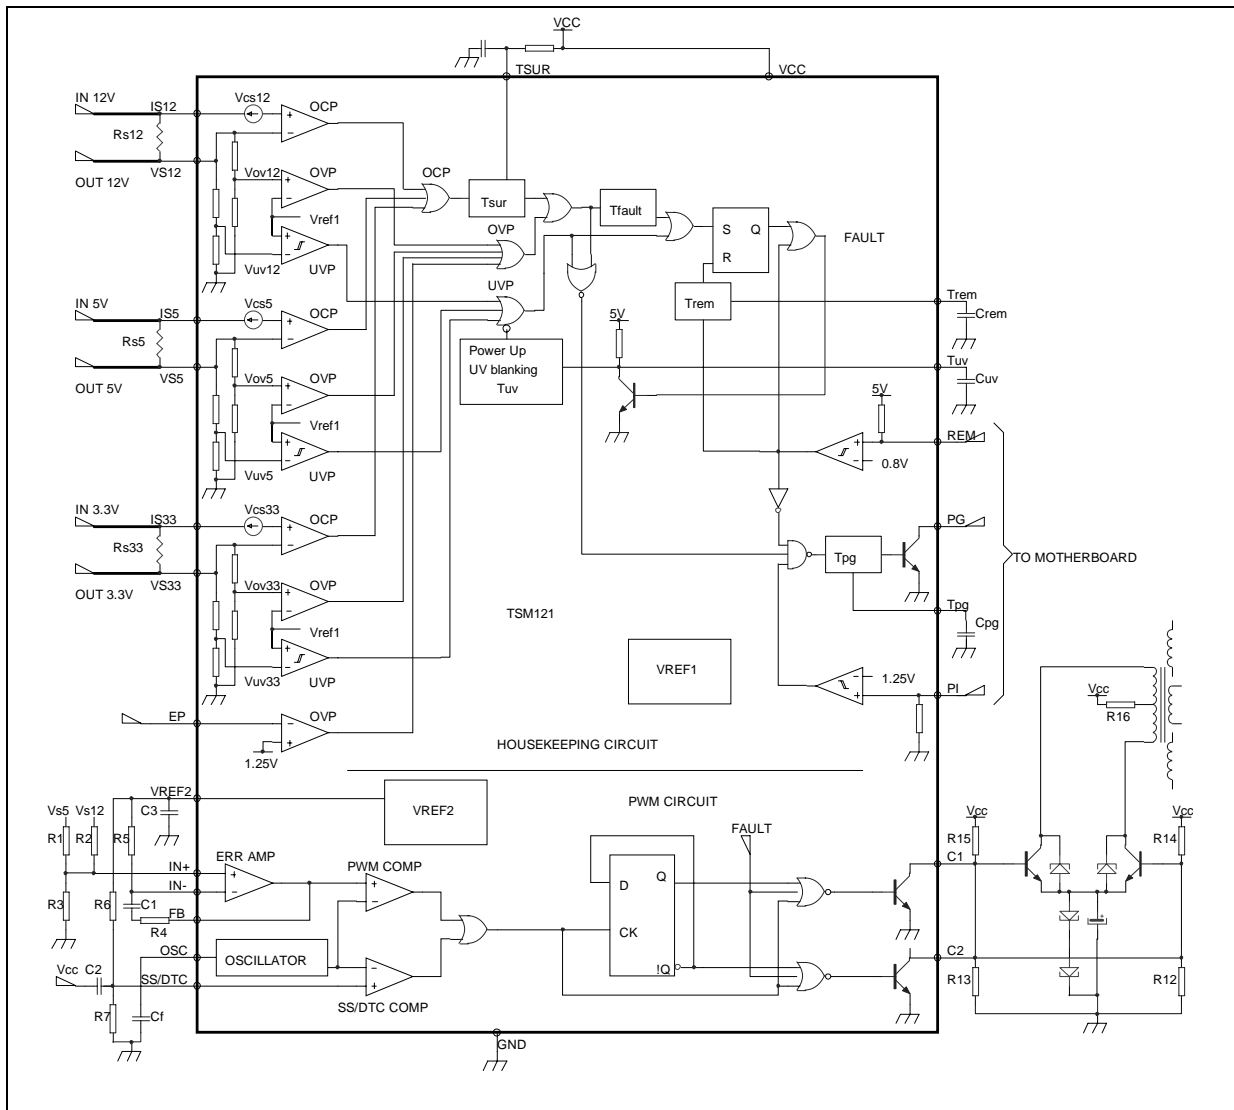 VCC
TSUR
VCC
IN 12V
IS12
Vcs12
OCP
Rs12
VS12
OUT 12V
Vov12
OVP
Vref1
Vuv12
UVP
OCP
Tsur
Tfault
OVP
UVP
S
Q
R
FAULT
Trem
Trem
Crem
IN 5V
IS5
Vcs5
OCP
Rs5
VS5
OUT 5V
Vov5
OVP
Vref1
Vuv5
UVP
Power Up
UV blanking
Tuv
5V
Tuv
Cuv
5V
REM
0.8V
IN 3.3V
IS33
Vcs33
OCP
Rs33
VS33
OUT 3.3V
Vov33
OVP
Vref1
Vuv33
UVP
PG
TO MOTHERBOARD
Tpg
Tpg
Cpg
TSM121
VREF1
1.25V
PI
EP
OVP
1.25V
HOUSEKEEPING CIRCUIT
Vcc
R16
VREF2
VREF2
PWM CIRCUIT
Vs5
Vs12
C3
R1
R2
R5
FAULT
Vcc
Vcc
R15
R14
ERR AMP
PWM COMP
C1
IN+
IN-
D
Q
R3
R6
C1
FB
R4
CK
OSC
OSCILLATOR
!Q
C2
Vcc
C2
SS/DTC
SS/DTC COMP
R13
R12
R7
Cf
GND